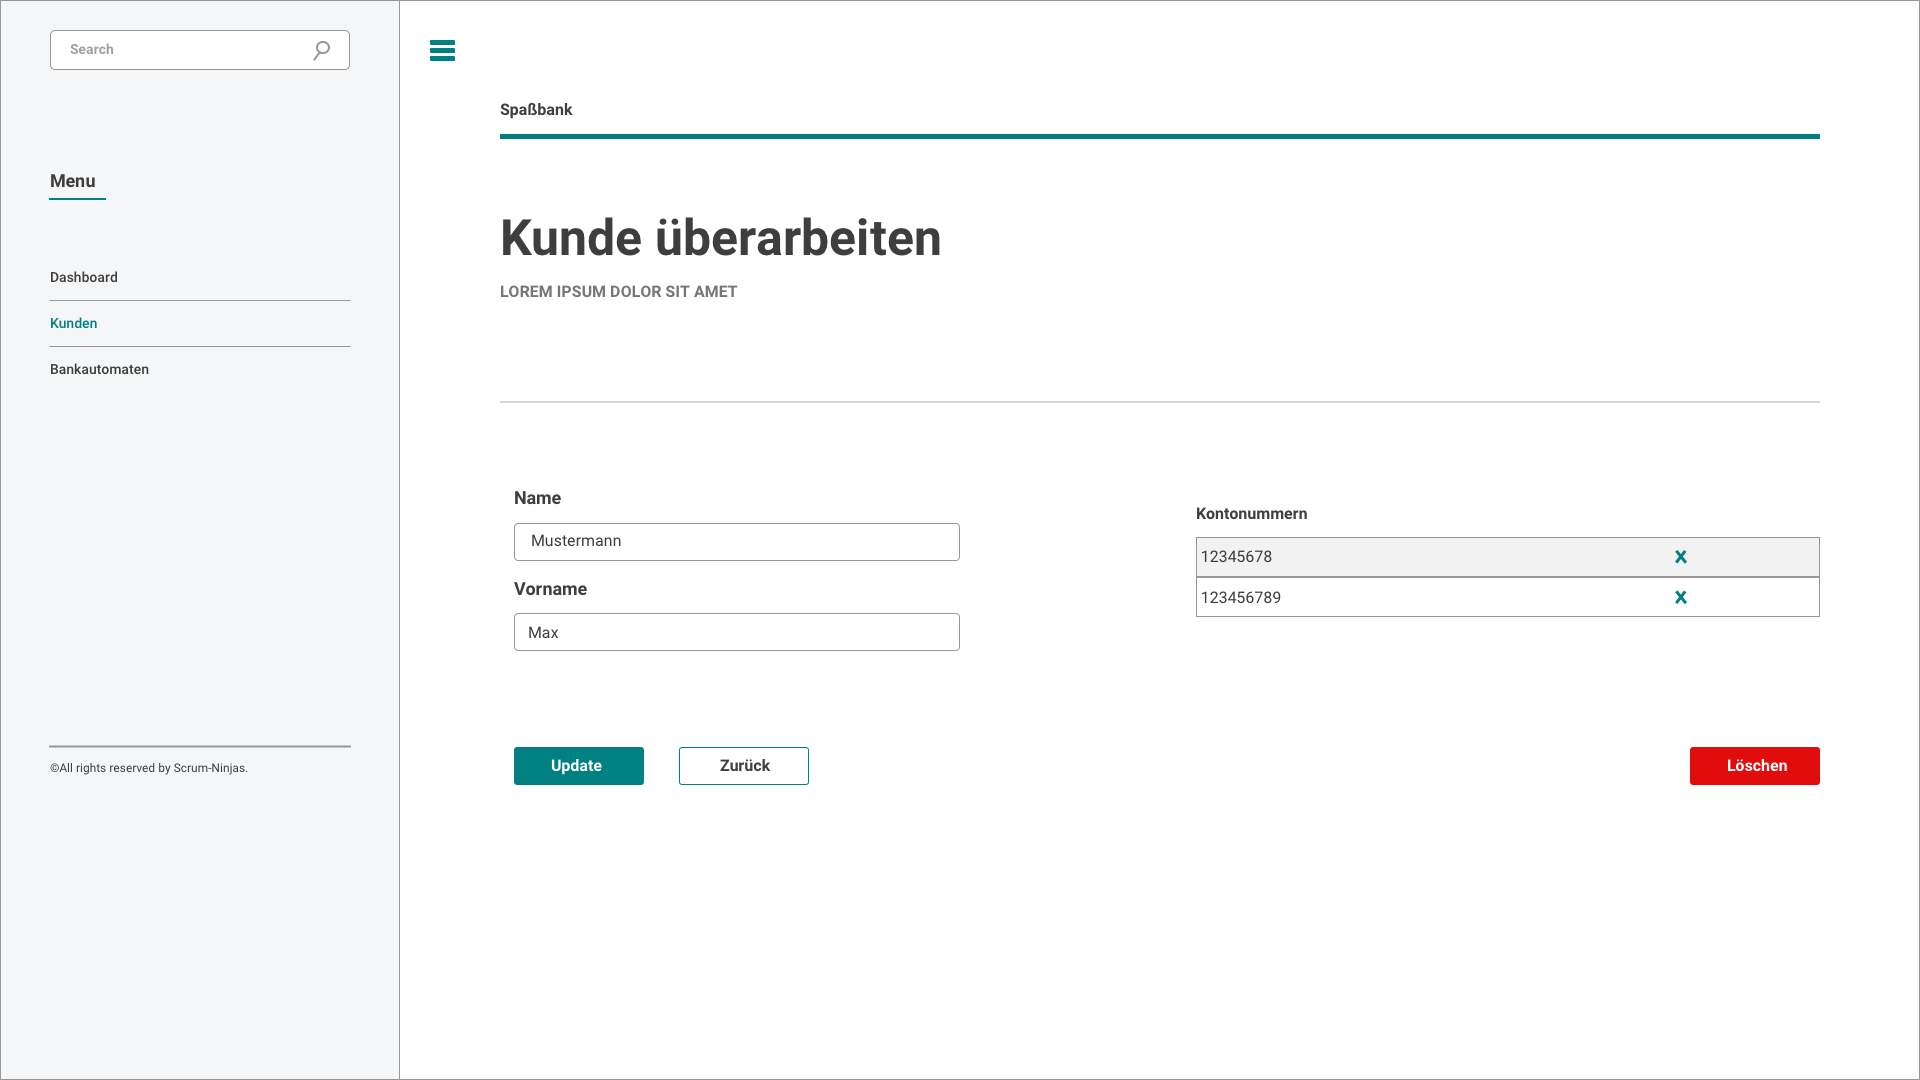 Search
Menu
Dashboard
Kunden
Bankautomaten
©All rights reserved by Scrum-Ninjas.
Spaßbank
Kunde überarbeiten
LOREM IPSUM DOLOR SIT AMET
Name
Mustermann
Vorname
Max
Kontonummern
12345678 X
123456789 X
Update
Zurück
Löschen